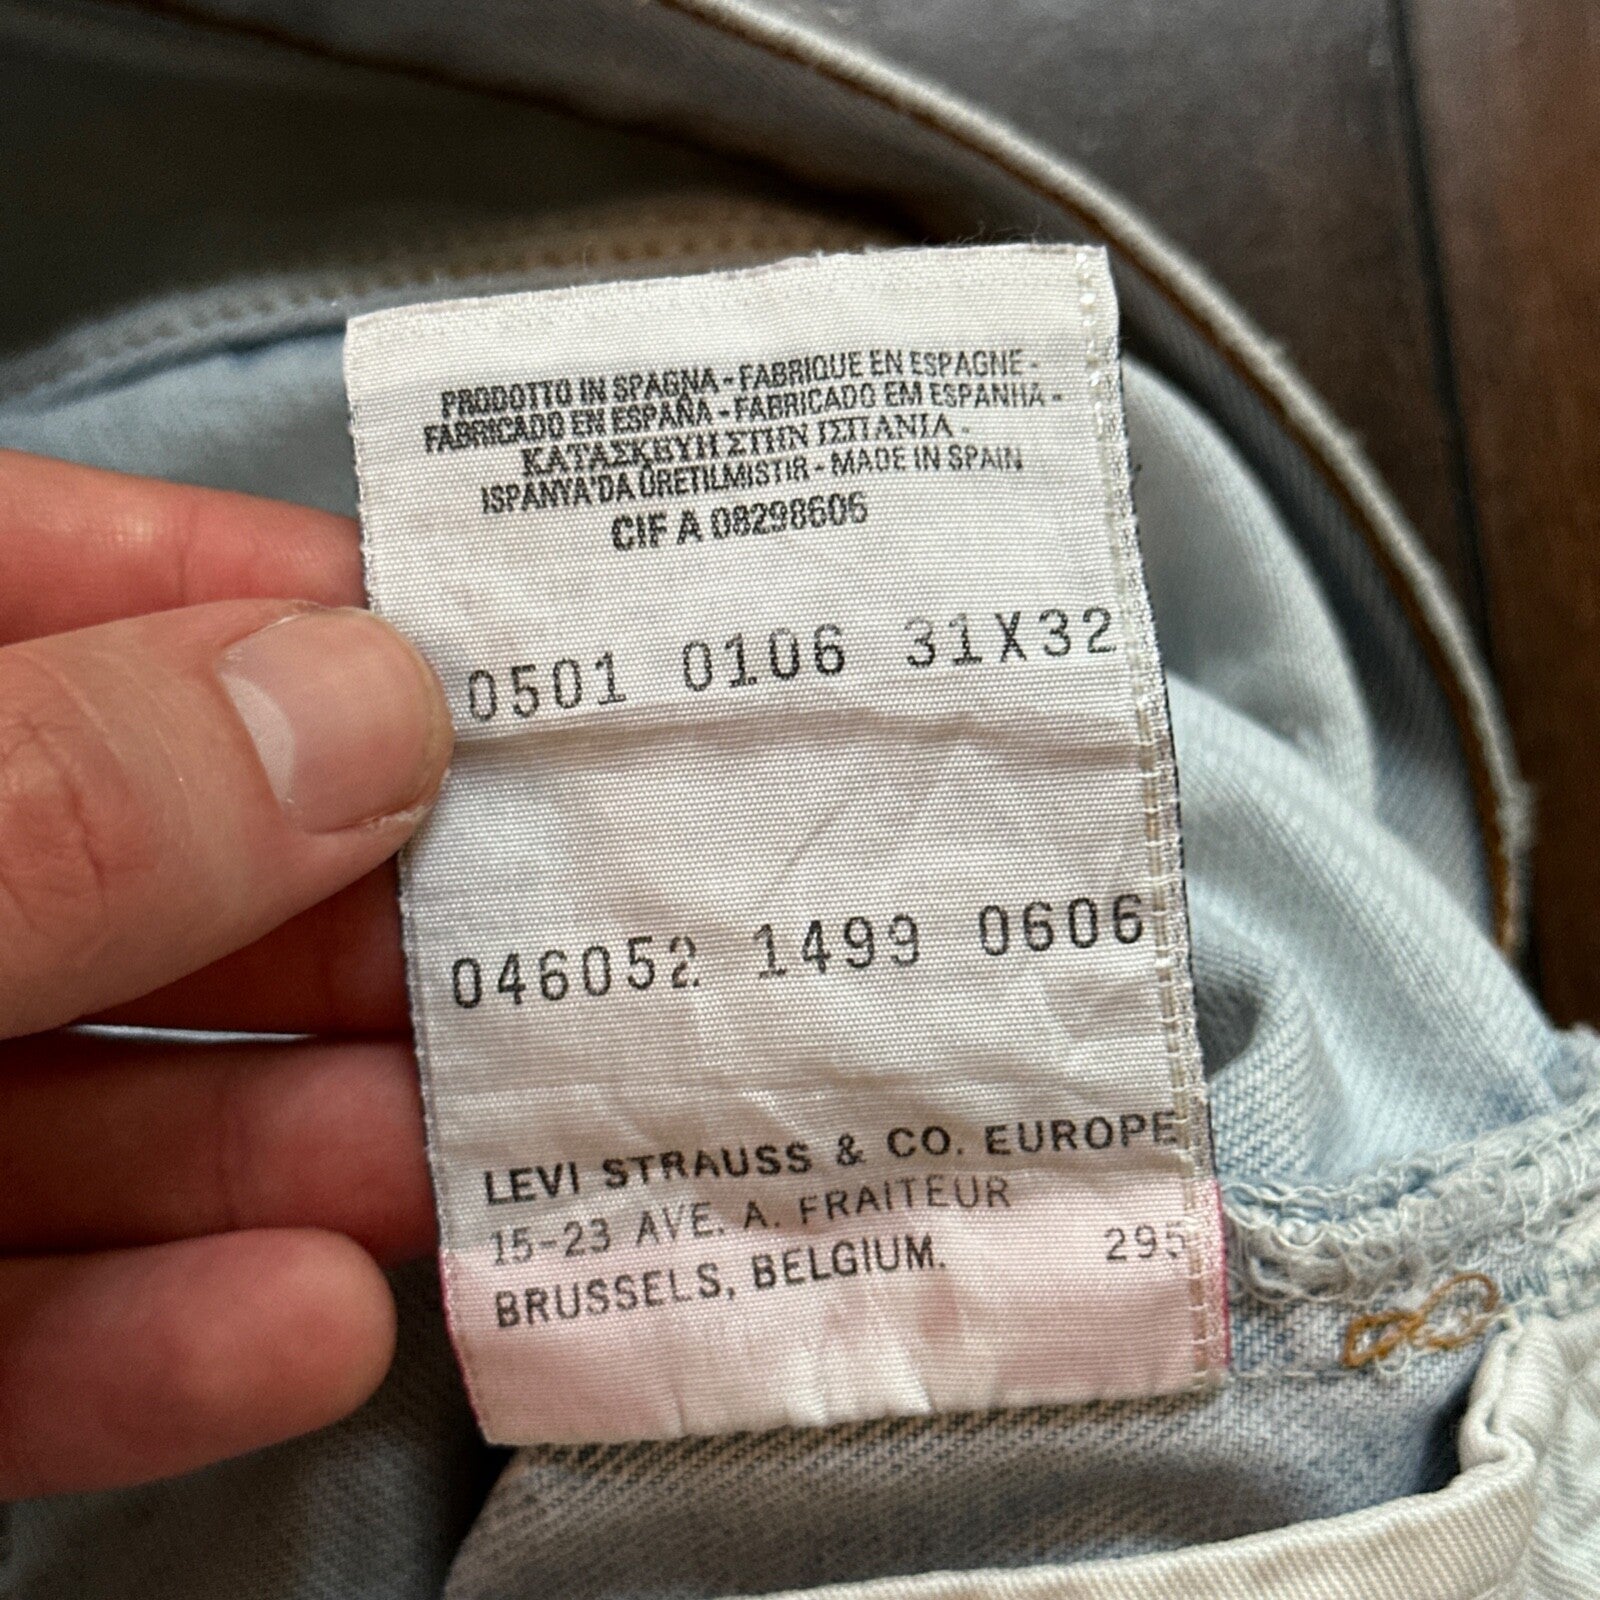 PRODOTTO IN SPAGNA - FABRIQUE EN ESPAGNE -
FABRICADO EN ESPAÑA - FABRICADO EM ESPANHA -
ΚΑΤΑΣΚΕΥΗ ΣΤΗΝ ΙΣΠΑΝΙΑ -
ISPANYA'DA ÜRETILMISTIR - MADE IN SPAIN
CIF A 08298606
0501 0106 31X32
046052 1499 0606
LEVI STRAUSS & CO. EUROPE
15-23 AVE. A. FRAITEUR
BRUSSELS, BELGIUM. 295